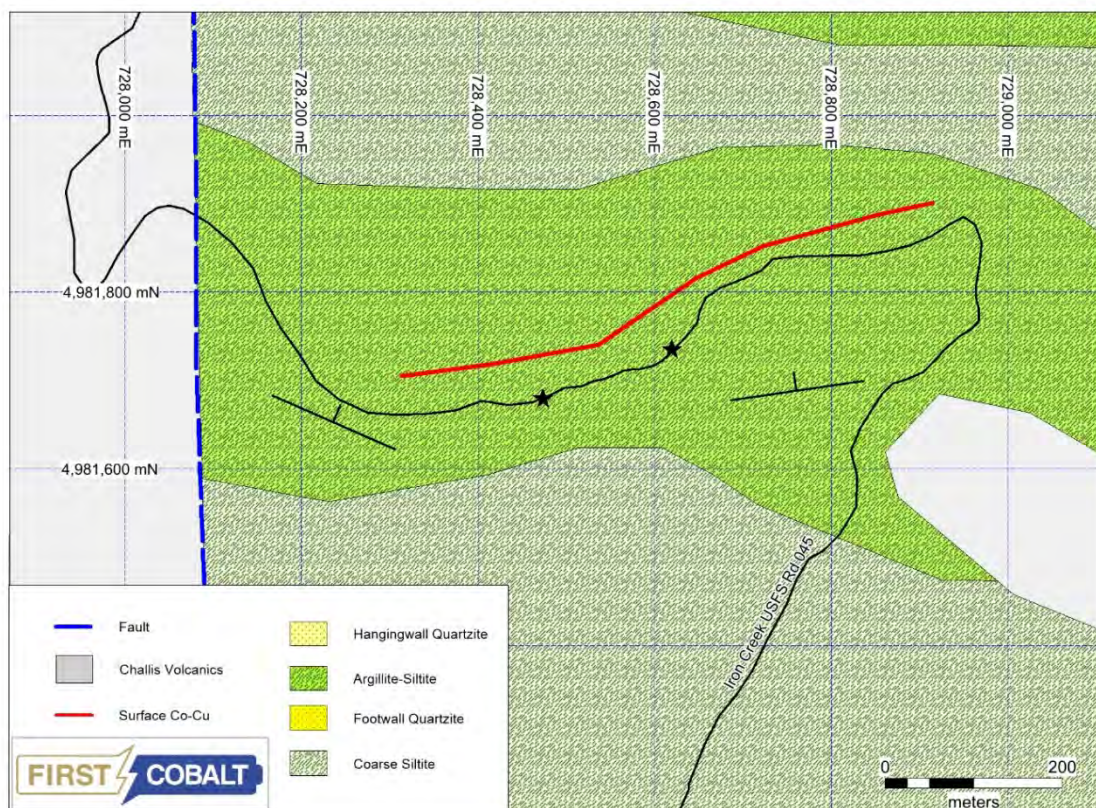 728,000 mE
728,200 mE
728,400 mE
728,600 mE
728,800 mE
729,000 mE
4,981,800 mN
4,981,600 mN
Iron Creek USFS Rd 045
Fault
Challis Volcanics
Surface Co-Cu
Hangingwall Quartzite
Argillite-Siltite
Footwall Quartzite
Coarse Siltite
FIRST COBALT
0 200
meters